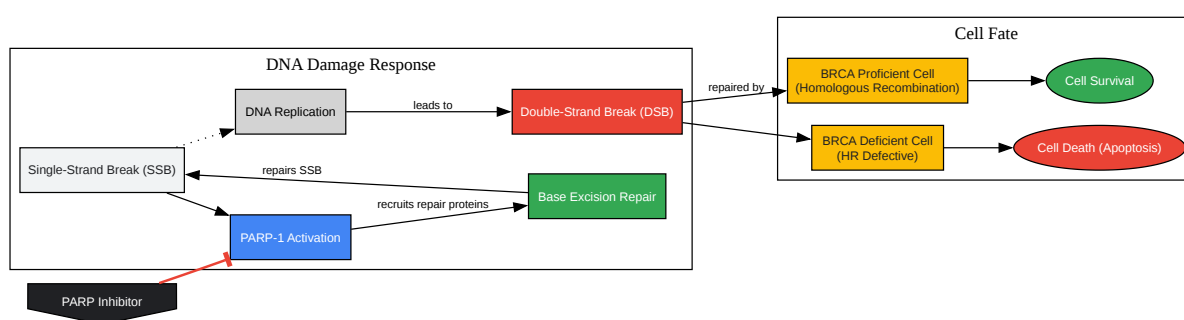 Cell Fate
DNA Damage Response
BRCA Proficient Cell
(Homologous Recombination)
Cell Survival
repaired by
DNA Replication
leads to
Double-Strand Break (DSB)
BRCA Deficient Cell
(HR Defective)
Cell Death (Apoptosis)
Single-Strand Break (SSB)
repairs SSB
Base Excision Repair
recruits repair proteins
PARP-1 Activation
PARP Inhibitor